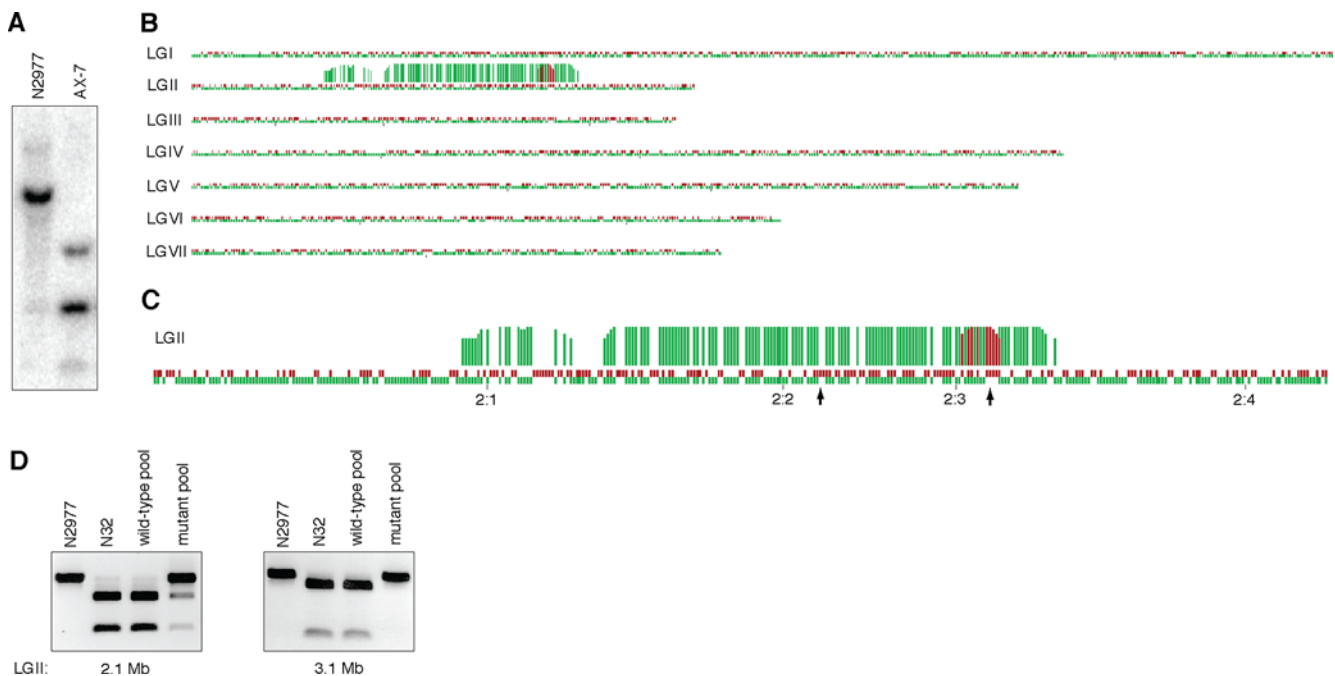 A
N2977
AX-7
B
LGI
LGII
LGIII
LGIV
LGV
LGVI
LGVII
C
LGII
2:1
2:2
2:3
2:4
D
N2977
N32
wild-type pool
mutant pool
N2977
N32
wild-type pool
mutant pool
LGII: 2.1 Mb 3.1 Mb